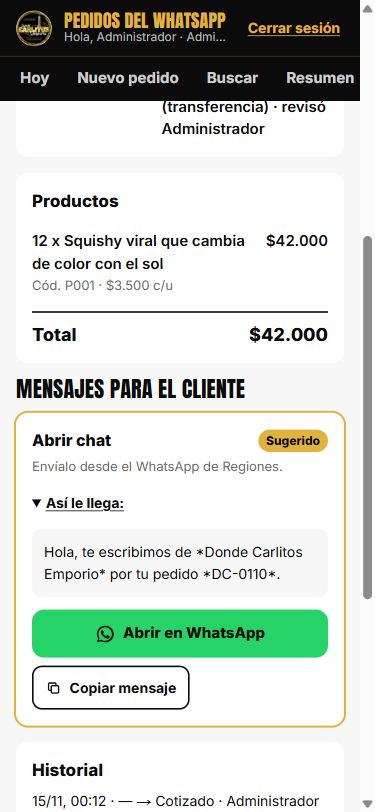 PEDIDOS DEL WHATSAPP
Hola, Administrador · Admi...
Cerrar sesión
Hoy
Nuevo pedido
Buscar
Resumen
(transferencia) · revisó
Administrador
Productos
12 x Squishy viral que cambia
de color con el sol
$42.000
Cód. P001 · $3.500 c/u
Total
$42.000
MENSAJES PARA EL CLIENTE
Abrir chat
Sugerido
Envíalo desde el WhatsApp de Regiones.
▼ Así le llega:
Hola, te escribimos de *Donde Carlitos
Emporio* por tu pedido *DC-0110*.
Abrir en WhatsApp
Copiar mensaje
Historial
15/11, 00:12 · — → Cotizado · Administrador